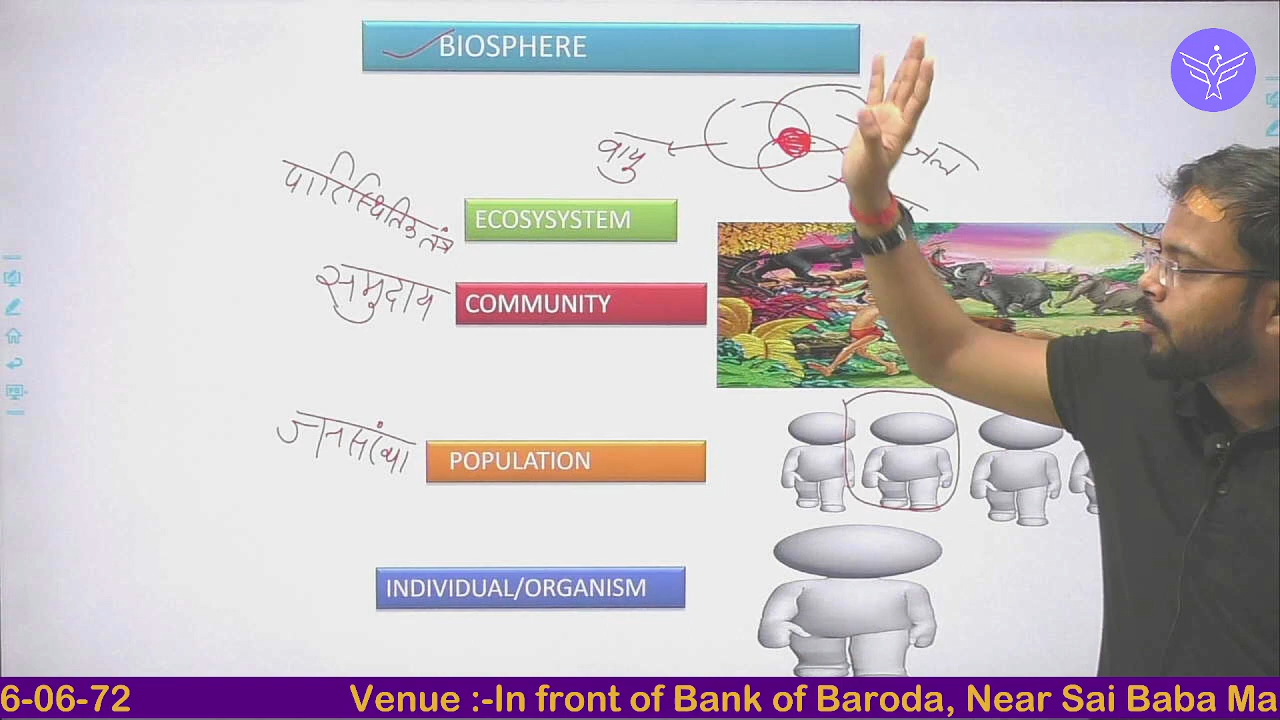 BIOSPHERE
वायु
जल
पारिस्थितिक तंत्र
ECOSYSYSTEM
समुदाय
COMMUNITY
जनसंख्या
POPULATION
INDIVIDUAL/ORGANISM
6-06-72 Venue :-In front of Bank of Baroda, Near Sai Baba Ma